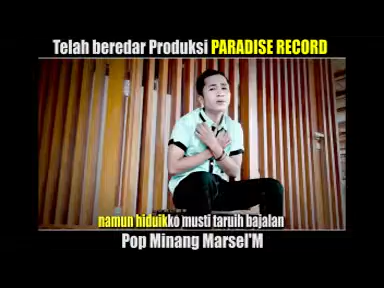 Telah beredar Produksi PARADISE RECORD
namun hiduikko musti taruih bajalan
Pop Minang Marsel'M